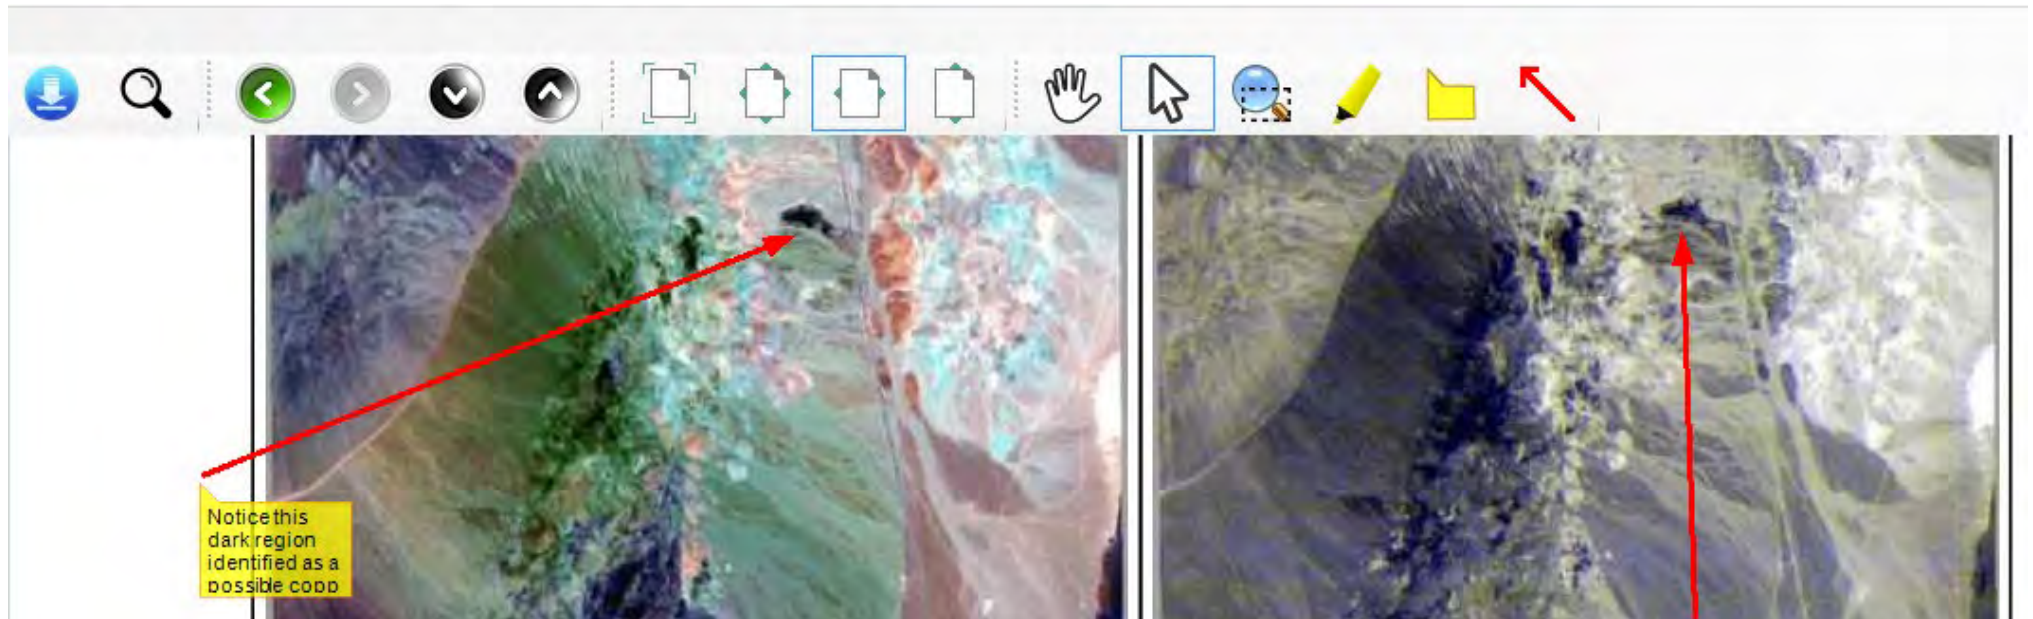 Notice this
dark region
identified as a
possible copp